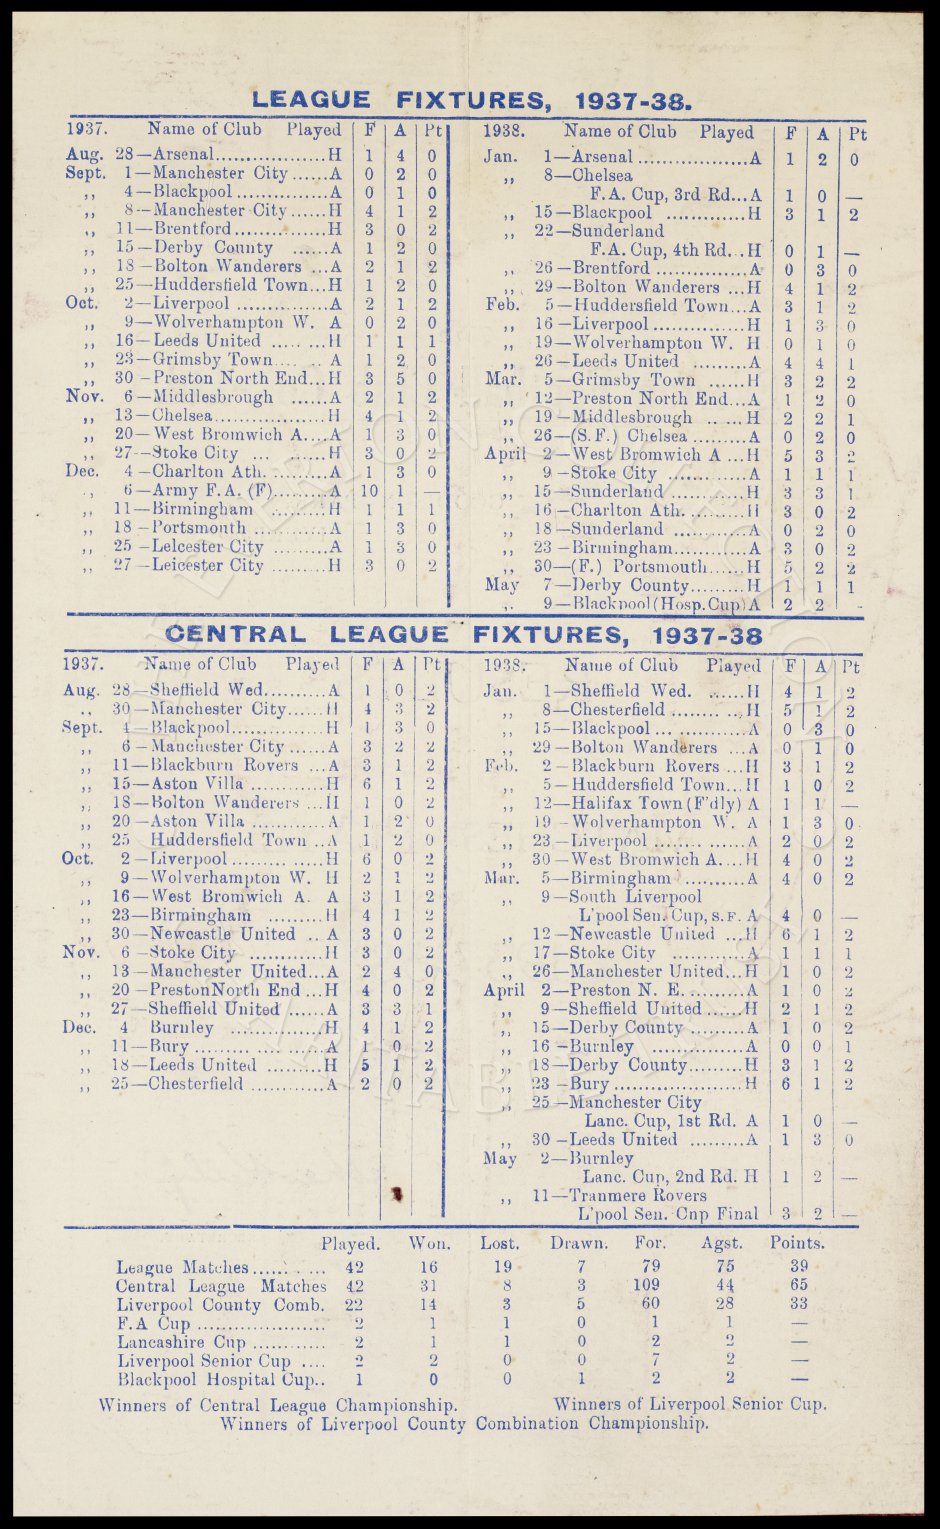 LEAGUE FIXTURES, 1937-38.
1937. Name of Club Played F A Pt
Aug. 28—Arsenal..................H 1 4 0
Sept. 1—Manchester City......A 0 2 0
,, 4—Blackpool...............A 0 1 0
,, 8—Manchester City......H 4 1 2
,, 11—Brentford...............H 3 0 2
,, 15—Derby County ......A 1 2 0
,, 18—Bolton Wanderers ...A 2 1 2
,, 25—Huddersfield Town...H 1 2 0
Oct. 2—Liverpool ...............A 2 1 2
,, 9—Wolverhampton W. A 0 2 0
,, 16—Leeds United .........H 1 1 1
,, 23—Grimsby Town......... A 1 2 0
,, 30—Preston North End...H 3 5 0
Nov. 6—Middlesbrough ......A 2 1 2
,, 13—Chelsea..................H 4 1 2
,, 20—West Bromwich A....A 1 3 0
,, 27—Stoke City ............H 3 0 2
Dec. 4—Charlton Ath. .........A 1 3 0
,, 6—Army F.A. (F).........A 10 1 —
,, 11—Birmingham .........H 1 1 1
,, 18—Portsmouth ............A 1 3 0
,, 25—Leicester City .........A 1 3 0
,, 27—Leicester City .........H 3 0 2
1938. Name of Club Played F A Pt
Jan. 1—Arsenal ..................A 1 2 0
,, 8—Chelsea
F.A. Cup, 3rd Rd...A 1 0 —
,, 15—Blackpool .............H 3 1 2
,, 22—Sunderland
F.A. Cup, 4th Rd...H 0 1 —
,, 26—Brentford ...............A 0 3 0
,, 29—Bolton Wanderers ...H 4 1 2
Feb. 5—Huddersfield Town...A 3 1 2
,, 16—Liverpool...............H 1 3 0
,, 19—Wolverhampton W. H 0 1 0
,, 26—Leeds United .........A 4 4 1
Mar. 5—Grimsby Town ......H 3 2 2
,, 12—Preston North End...A 1 2 0
,, 19—Middlesbrough ......H 2 2 1
,, 26—(S.F.) Chelsea .........A 0 2 0
April 2—West Bromwich A ...H 5 3 2
,, 9—Stoke City ............A 1 1 1
,, 15—Sunderland ............H 3 3 1
,, 16—Charlton Ath. .........H 3 0 2
,, 18—Sunderland ............A 0 2 0
,, 23—Birmingham............A 3 0 2
,, 30—(F.) Portsmouth......H 5 2 2
May 7—Derby County.........H 1 1 1
,, 9—Blackpool (Hosp. Cup) A 2 2 -
CENTRAL LEAGUE FIXTURES, 1937-38
1937. Name of Club Played F A Pt
Aug. 28—Sheffield Wed..........A 1 0 2
,, 30—Manchester City......H 4 3 2
Sept. 4—Blackpool...............H 1 3 0
,, 6—Manchester City ......A 3 2 2
,, 11—Blackburn Rovers ...A 3 1 2
,, 15—Aston Villa ............H 6 1 2
,, 18—Bolton Wanderers ...H 1 0 2
,, 20—Aston Villa ............A 1 2 0
,, 25 Huddersfield Town ..A 1 2 0
Oct. 2—Liverpool...............H 6 0 2
,, 9—Wolverhampton W. H 2 1 2
,, 16—West Bromwich A. A 3 1 2
,, 23—Birmingham .........H 4 1 2
,, 30—Newcastle United .. A 3 0 2
Nov. 6—Stoke City ............H 3 0 2
,, 13—Manchester United...A 2 4 0
,, 20—Preston North End ...H 4 0 2
,, 27—Sheffield United ......A 3 3 1
Dec. 4 Burnley ...............H 4 1 2
,, 11—Bury .....................A 1 0 2
,, 18—Leeds United .........H 5 1 2
,, 25—Chesterfield ............A 2 0 2
1938. Name of Club Played F A Pt
Jan. 1—Sheffield Wed. ......H 4 1 2
,, 8—Chesterfield ............H 5 1 2
,, 15—Blackpool...............A 0 3 0
,, 29—Bolton Wanderers ...A 0 1 0
Feb. 2—Blackburn Rovers ...H 3 1 2
,, 5—Huddersfield Town...H 1 0 2
,, 12—Halifax Town (F'dly) A 1 1 —
,, 19—Wolverhampton W. A 1 3 0
,, 23—Liverpool ...............A 2 0 2
,, 30—West Bromwich A....H 4 0 2
Mar. 5—Birmingham ..........A 4 0 2
,, 9—South Liverpool
L'pool Sen. Cup, S.F. A 4 0 —
,, 12—Newcastle United ...H 6 1 2
,, 17—Stoke City ............A 1 1 1
,, 26—Manchester United...H 1 0 2
April 2—Preston N. E. .........A 1 0 2
,, 9—Sheffield United ......H 2 1 2
,, 15—Derby County .........A 1 0 2
,, 16—Burnley ...............A 0 0 1
,, 18—Derby County.........H 3 1 2
,, 23—Bury.....................H 6 1 2
,, 25—Manchester City
Lanc. Cup, 1st Rd. A 1 0 —
,, 30—Leeds United .........A 1 3 0
May 2—Burnley
Lanc. Cup, 2nd Rd. H 1 2 —
,, 11—Tranmere Rovers
L'pool Sen. Cnp Final 3 2 —
Played. Won. Lost. Drawn. For. Agst. Points.
League Matches............ 42 16 19 7 79 75 39
Central League Matches 42 31 8 3 109 44 65
Liverpool County Comb. 22 14 3 5 60 28 33
F.A Cup ..................... 2 1 1 0 1 1 —
Lancashire Cup ............ 2 1 1 0 2 2 —
Liverpool Senior Cup .... 2 2 0 0 7 2 —
Blackpool Hospital Cup.. 1 0 0 1 2 2 —
Winners of Central League Championship. Winners of Liverpool Senior Cup.
Winners of Liverpool County Combination Championship.